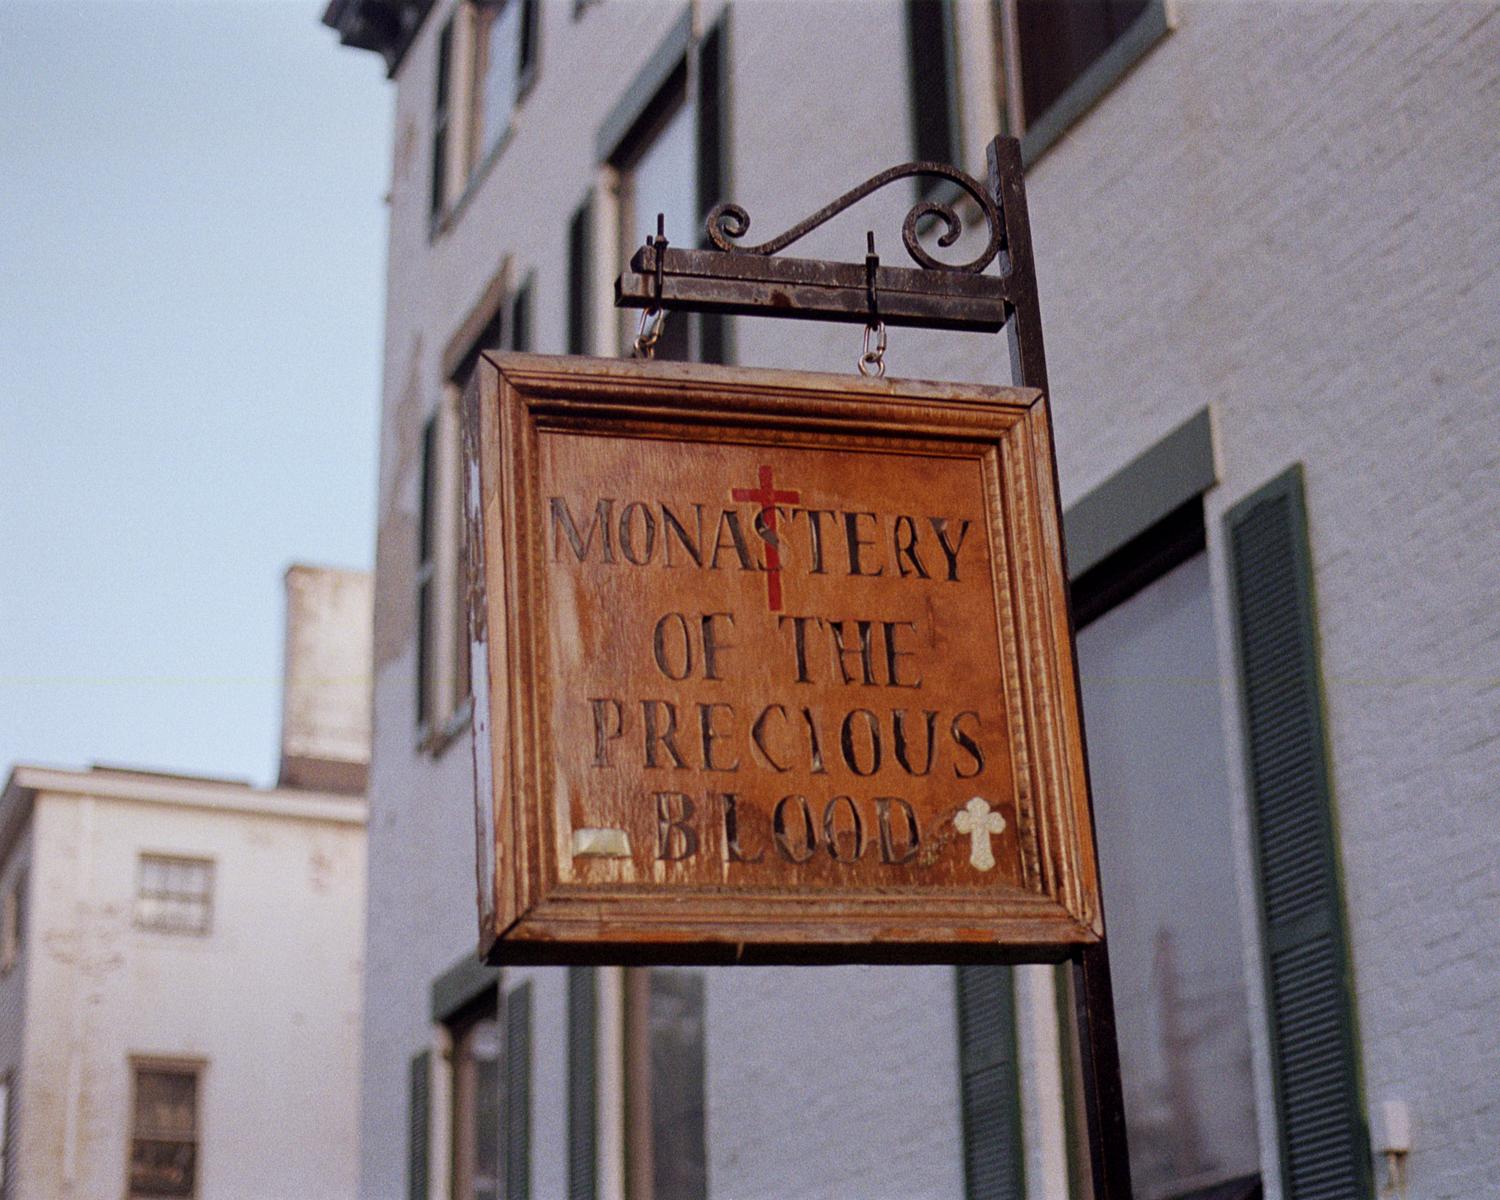 MONASTERY
OF THE
PRECIOUS
BLOOD